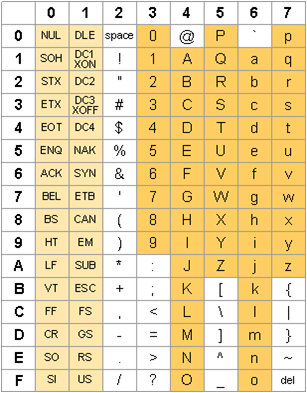 0 1 2 3 4 5 6 7
0 NUL DLE space 0 @ P ` p
1 SOH DC1 XON ! 1 A Q a q
2 STX DC2 " 2 B R b r
3 ETX DC3 XOFF # 3 C S c s
4 EOT DC4 $ 4 D T d t
5 ENQ NAK % 5 E U e u
6 ACK SYN & 6 F V f v
7 BEL ETB ' 7 G W g w
8 BS CAN ( 8 H X h x
9 HT EM ) 9 I Y i y
A LF SUB * : J Z j z
B VT ESC + ; K [ k {
C FF FS , < L \ l |
D CR GS - = M ] m }
E SO RS . > N ^ n ~
F SI US / ? O _ o del